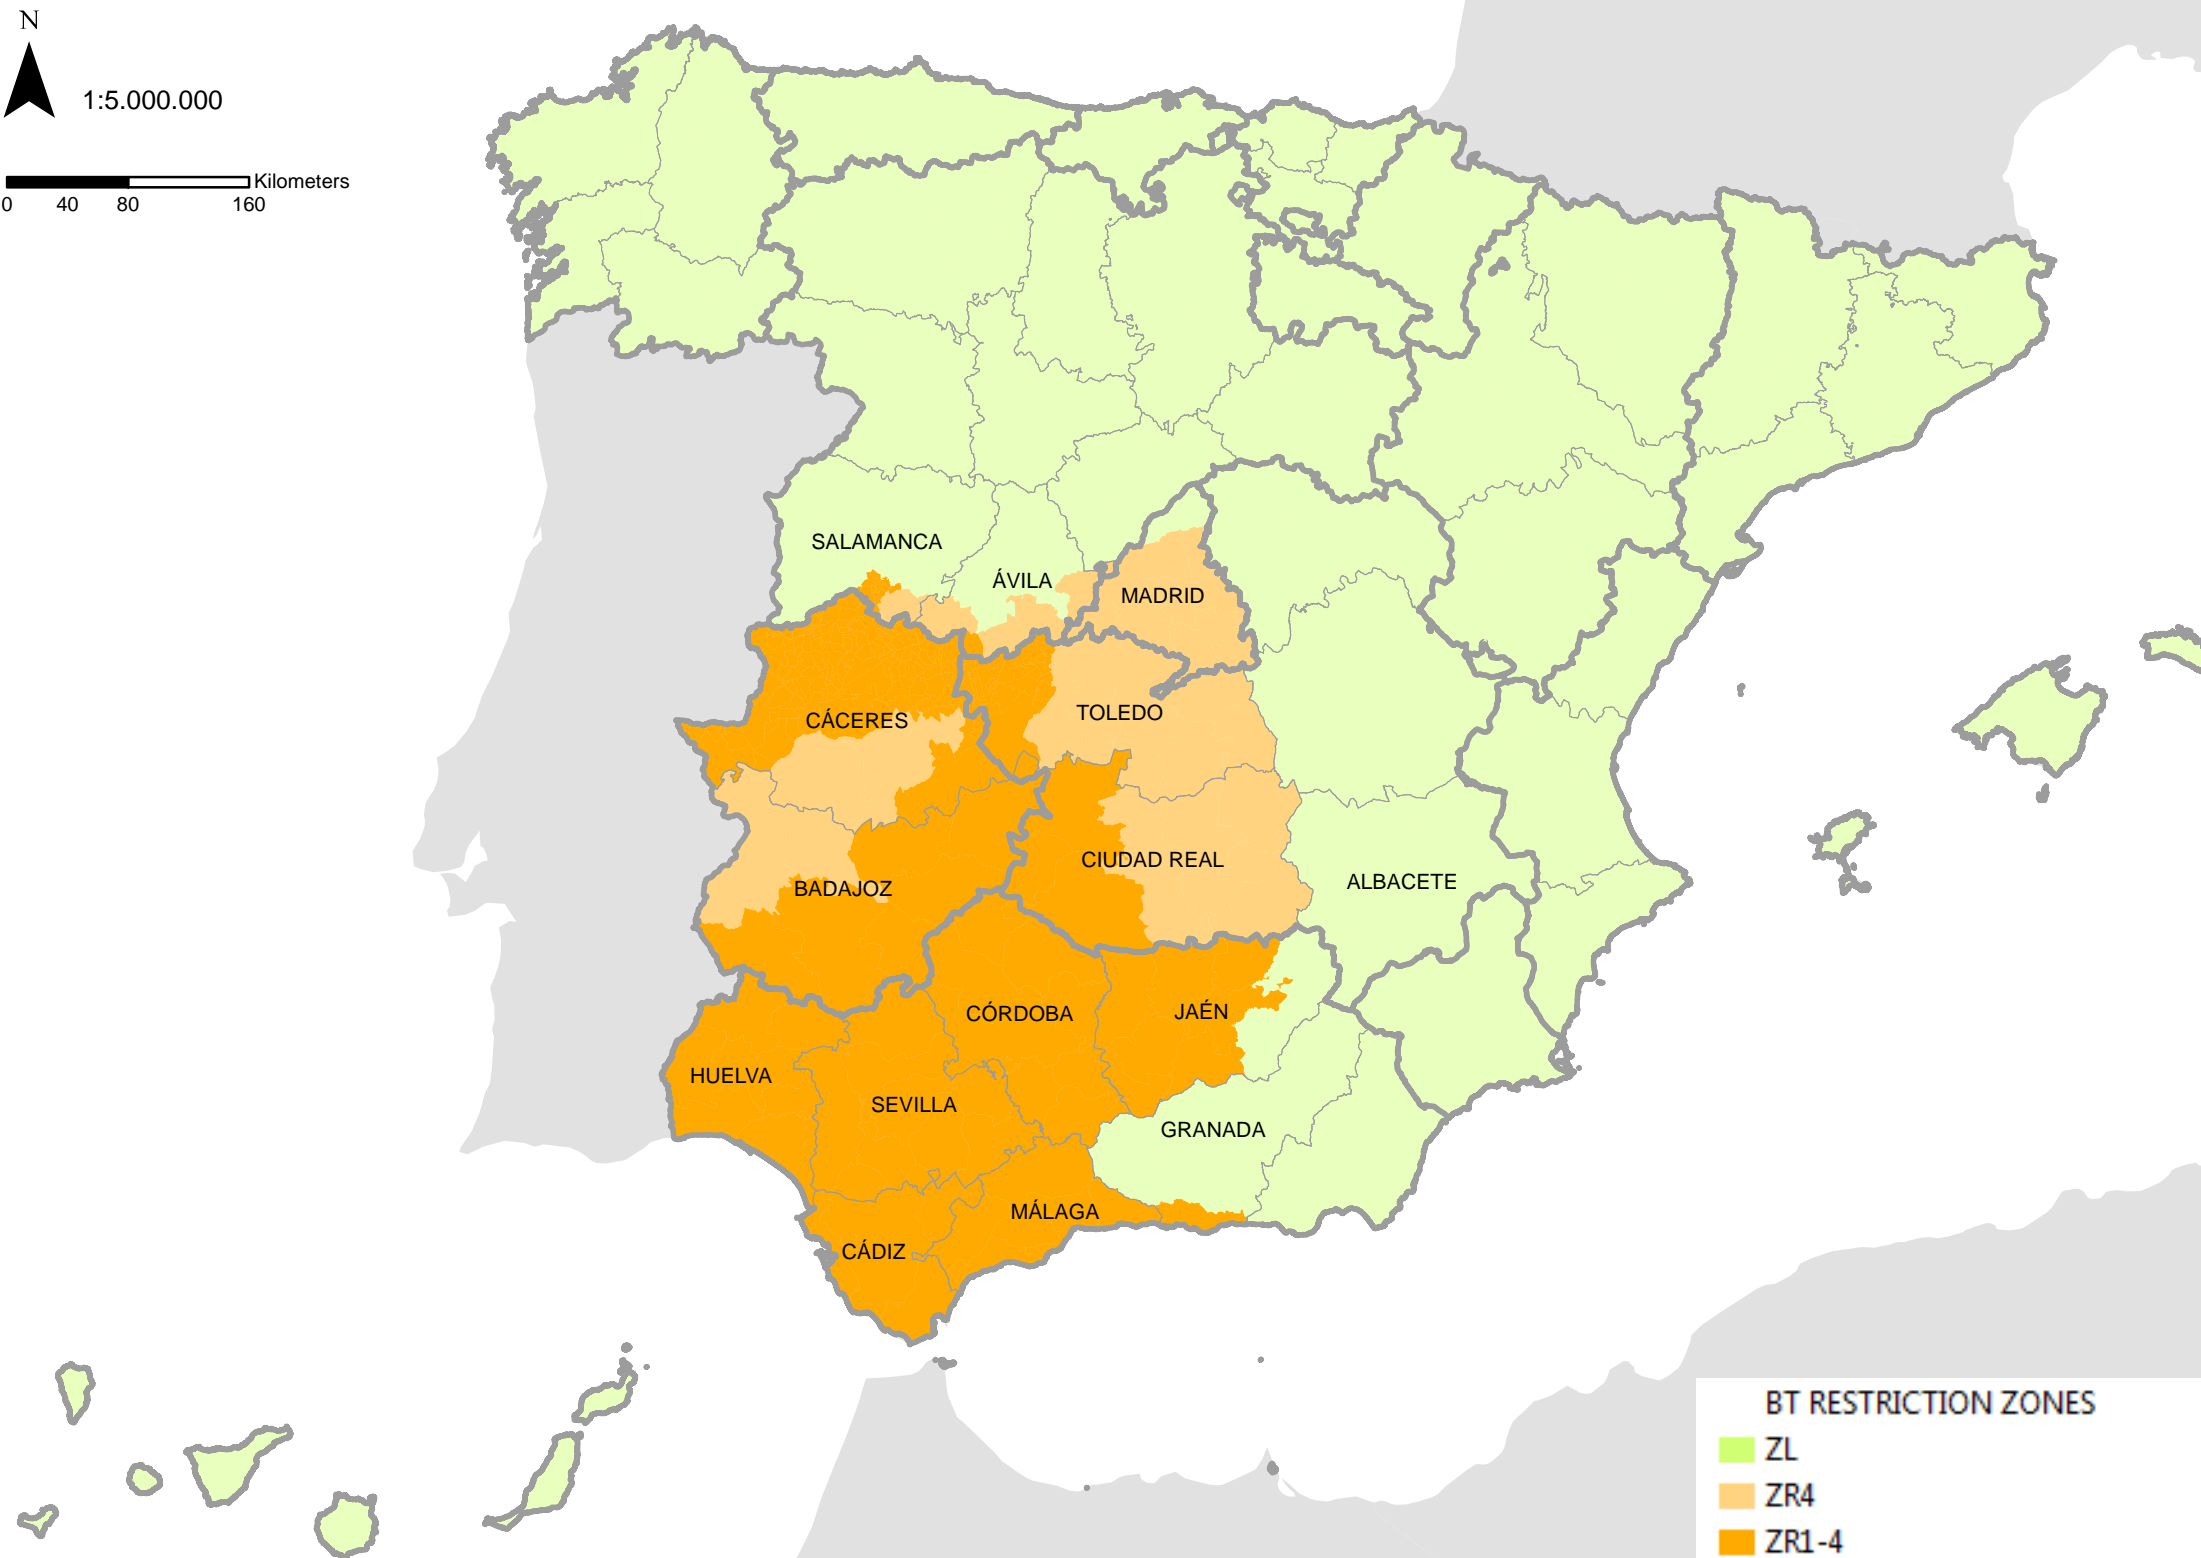 N
1:5.000.000
Kilometers
0 40 80 160
SALAMANCA
ÁVILA
MADRID
CÁCERES
TOLEDO
BADAJOZ
CIUDAD REAL
ALBACETE
CÓRDOBA
JAÉN
HUELVA
SEVILLA
GRANADA
MÁLAGA
CÁDIZ
BT RESTRICTION ZONES
ZL
ZR4
ZR1-4